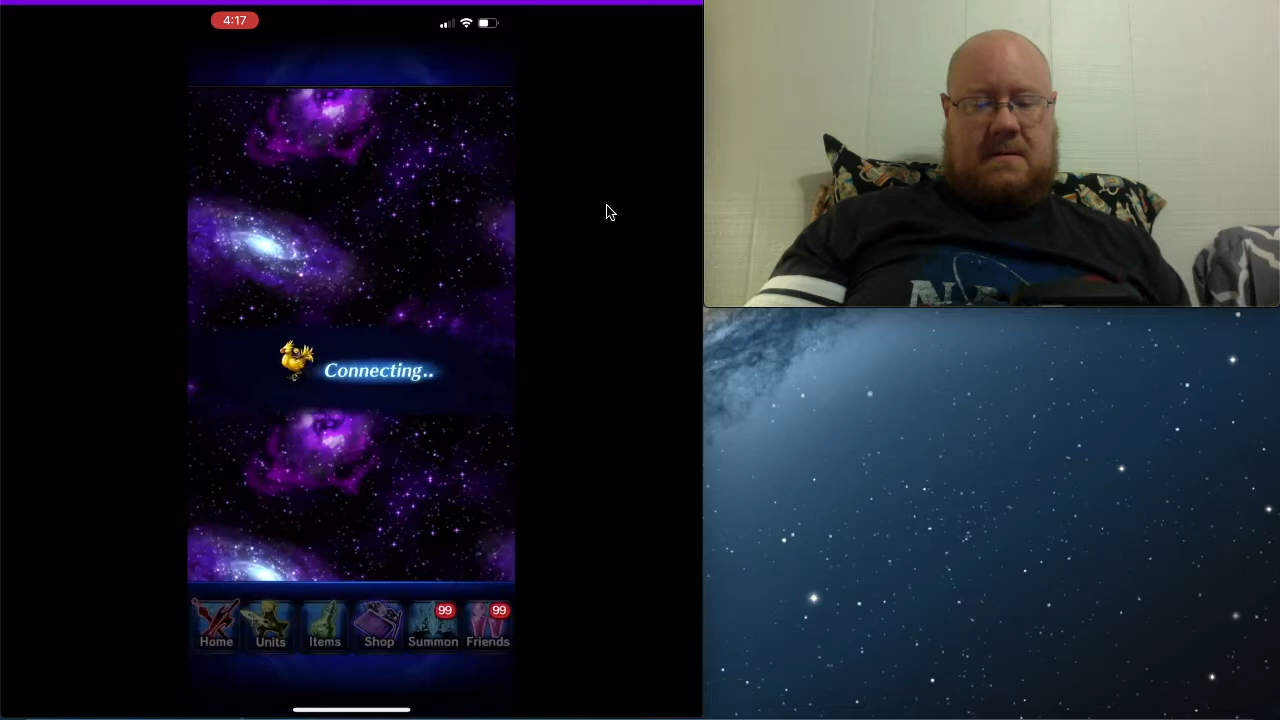 4:17
Connecting..
99
99
Home
Units
Items
Shop
Summon
Friends